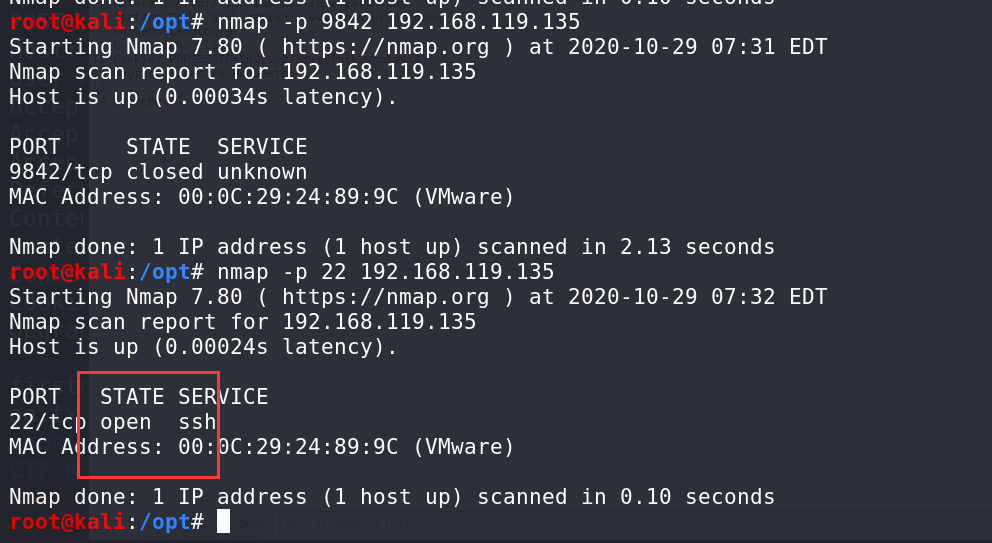 Nmap done: 1 IP address (1 host up) scanned in 0.10 seconds
root@kali:/opt# nmap -p 9842 192.168.119.135
Starting Nmap 7.80 ( https://nmap.org ) at 2020-10-29 07:31 EDT
Nmap scan report for 192.168.119.135
Host is up (0.00034s latency).
PORT     STATE  SERVICE
9842/tcp closed unknown
MAC Address: 00:0C:29:24:89:9C (VMware)
Nmap done: 1 IP address (1 host up) scanned in 2.13 seconds
root@kali:/opt# nmap -p 22 192.168.119.135
Starting Nmap 7.80 ( https://nmap.org ) at 2020-10-29 07:32 EDT
Nmap scan report for 192.168.119.135
Host is up (0.00024s latency).
PORT   STATE SERVICE
22/tcp open  ssh
MAC Address: 00:0C:29:24:89:9C (VMware)
Nmap done: 1 IP address (1 host up) scanned in 0.10 seconds
root@kali:/opt#
Type a search term